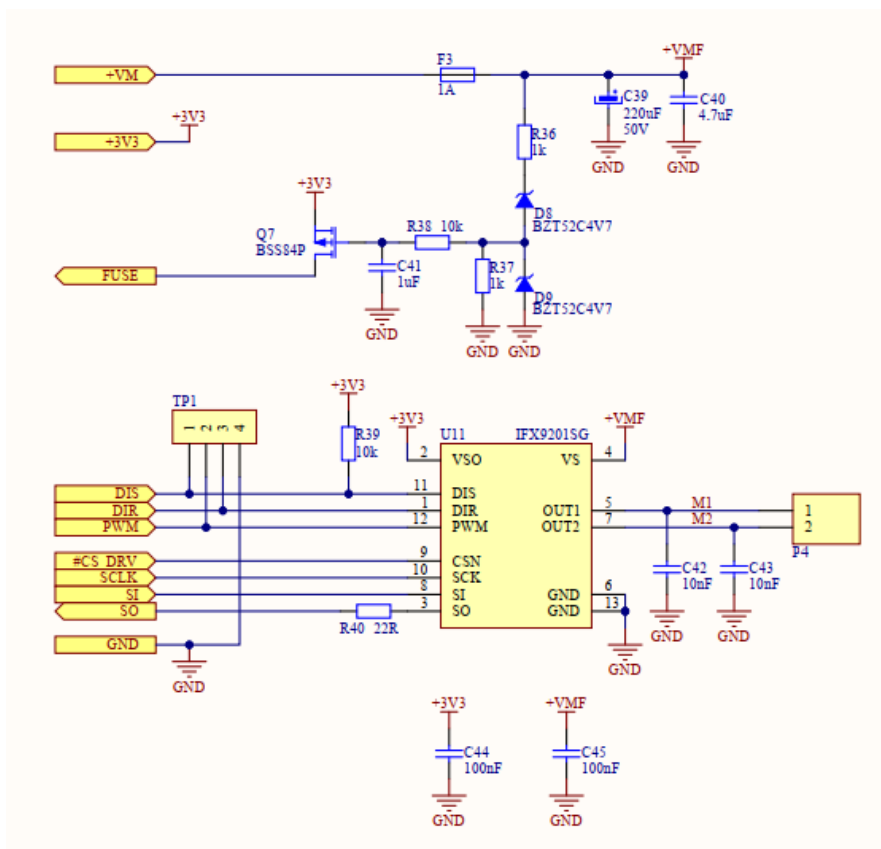 +VM
F3
1A
+VMF
C39
220uF
50V
C40
4.7uF
+3V3
+3V3
R36
1k
GND
GND
+3V3
D8
BZT52C4V7
Q7
BSS84P
R38 10k
FUSE
C41
1uF
R37
1k
D9
BZT52C4V7
GND
GND
GND
TP1
1
2
3
4
+3V3
R39
10k
+3V3
U11
IFX9201SG
+VMF
2
VSO
VS
4
DIS
11
DIS
DIR
1
DIR
OUT1
5
M1
1
PWM
12
PWM
OUT2
7
M2
2
P4
#CS DRV
9
CSN
C42
10nF
C43
10nF
SCLK
10
SCK
SI
8
SI
GND
6
SO
R40 22R
3
SO
GND
13
GND
GND
GND
GND
GND
+3V3
C44
100nF
GND
+VMF
C45
100nF
GND